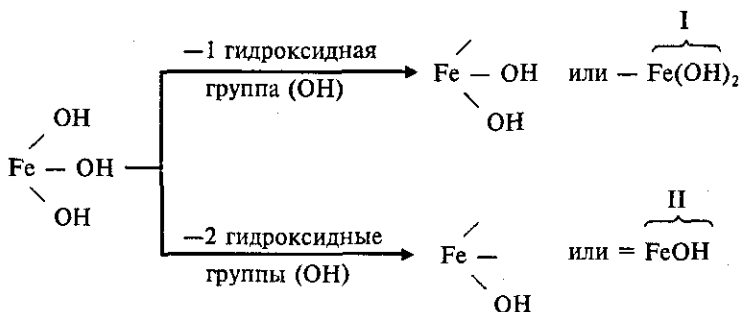 I
−1 гидроксидная
группа (OH)
Fe — OH
OH
или − Fe(OH)₂
OH
Fe — OH
OH
II
−2 гидроксидные
группы (OH)
Fe —
OH
или = FeOH